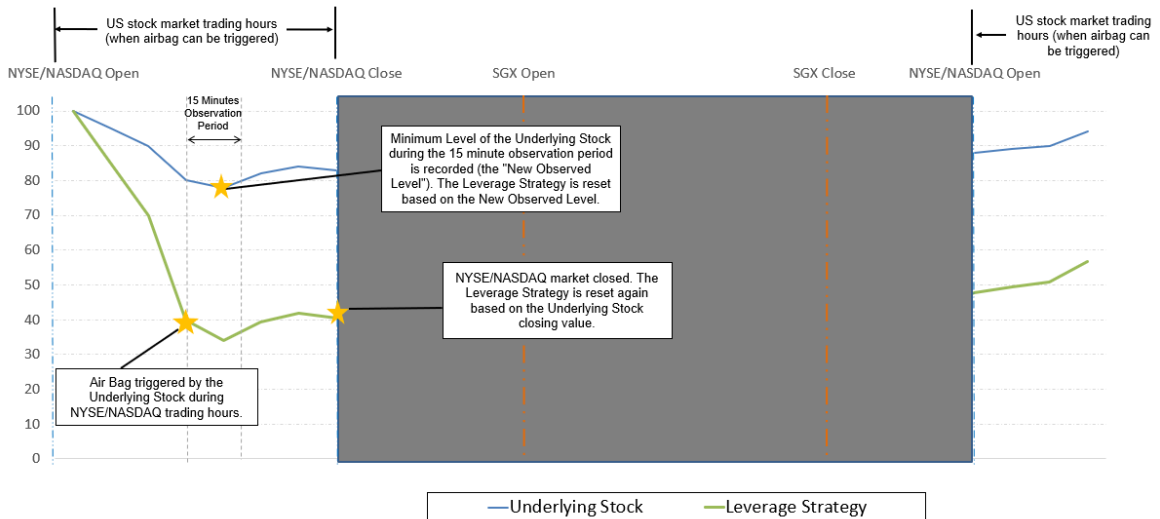 US stock market trading hours
(when airbag can be triggered)
US stock market trading
hours (when airbag can
be triggered)
NYSE/NASDAQ Open
NYSE/NASDAQ Close
SGX Open
SGX Close
NYSE/NASDAQ Open
15 Minutes
Observation
Period
100
90
80
70
60
50
40
30
20
10
0
Minimum Level of the Underlying Stock
during the 15 minute observation period
is recorded (the "New Observed
Level"). The Leverage Strategy is reset
based on the New Observed Level.
NYSE/NASDAQ market closed. The
Leverage Strategy is reset again
based on the Underlying Stock
closing value.
Air Bag triggered by the
Underlying Stock during
NYSE/NASDAQ trading hours.
Underlying Stock
Leverage Strategy